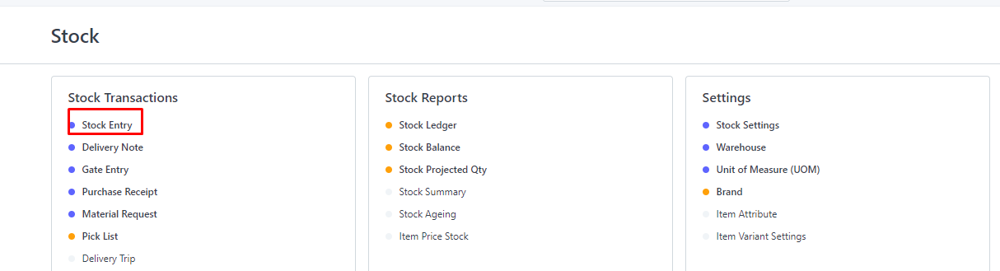 Stock
Stock Transactions
Stock Entry
Delivery Note
Gate Entry
Purchase Receipt
Material Request
Pick List
Delivery Trip
Stock Reports
Stock Ledger
Stock Balance
Stock Projected Qty
Stock Summary
Stock Ageing
Item Price Stock
Settings
Stock Settings
Warehouse
Unit of Measure (UOM)
Brand
Item Attribute
Item Variant Settings